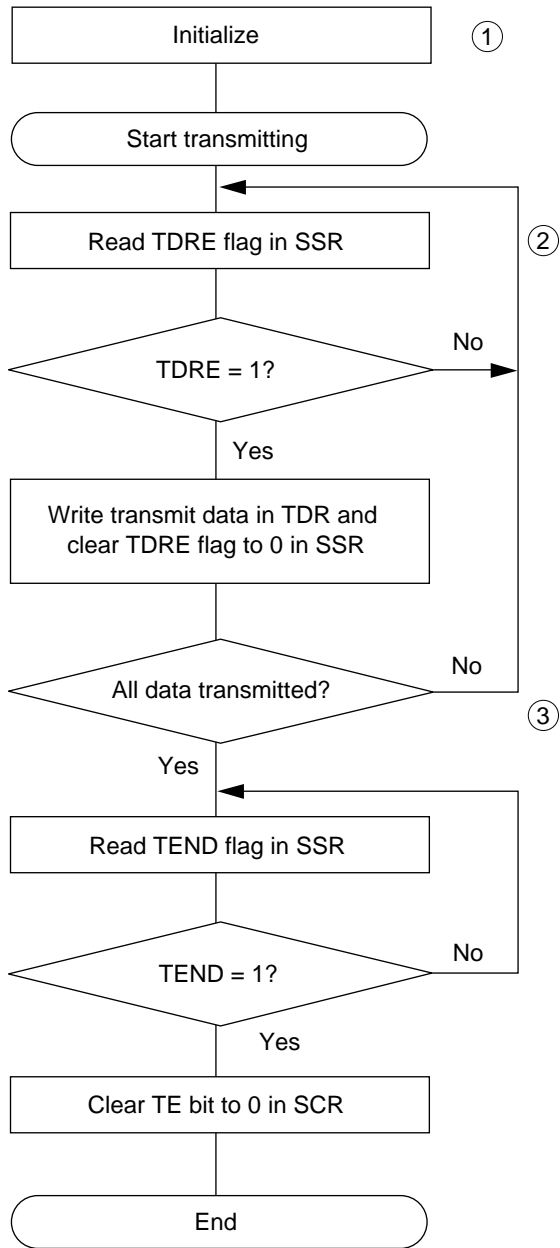 Initialize
1
Start transmitting
Read TDRE flag in SSR
2
TDRE = 1?
No
Yes
Write transmit data in TDR and
clear TDRE flag to 0 in SSR
All data transmitted?
No
3
Yes
Read TEND flag in SSR
TEND = 1?
No
Yes
Clear TE bit to 0 in SCR
End